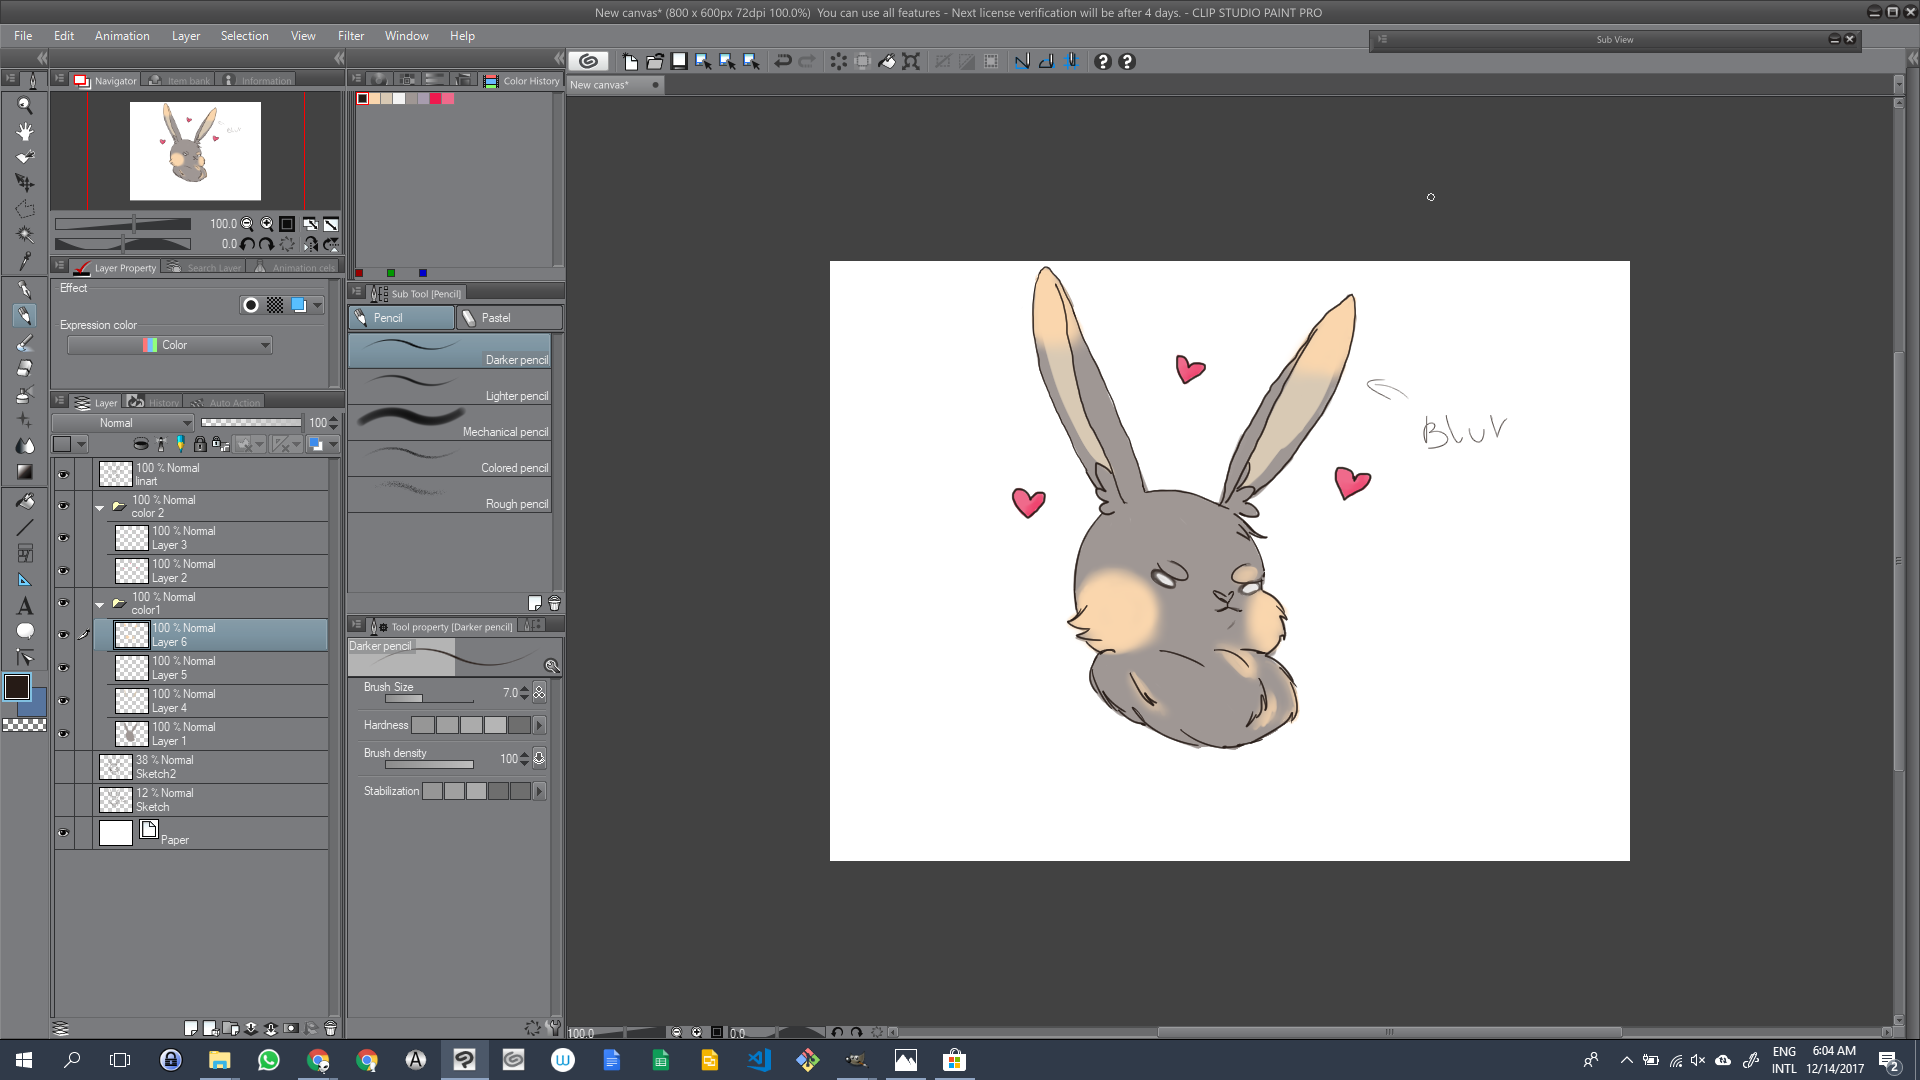 New canvas* (800 x 600px 72dpi 100.0%)  You can use all features - Next license verification will be after 4 days. - CLIP STUDIO PAINT PRO
File Edit Animation Layer Selection View Filter Window Help
Sub View
Navigator Item bank Information
Color History
New canvas*
100.0
0.0
Layer Property Search Layer Animation cels
Effect
Expression color
Color
Sub Tool [Pencil]
Pencil Pastel
Darker pencil
Lighter pencil
Mechanical pencil
Colored pencil
Rough pencil
Layer History Auto Action
Normal 100
100 % Normal
linart
100 % Normal
color 2
100 % Normal
Layer 3
100 % Normal
Layer 2
100 % Normal
color1
100 % Normal
Layer 6
100 % Normal
Layer 5
100 % Normal
Layer 4
100 % Normal
Layer 1
38 % Normal
Sketch2
12 % Normal
Sketch
Paper
Tool property [Darker pencil]
Darker pencil
Brush Size 7.0
Hardness
Brush density 100
Stabilization
Blur
Blur
100.0 0.0
ENG
INTL
6:04 AM
12/14/2017
2